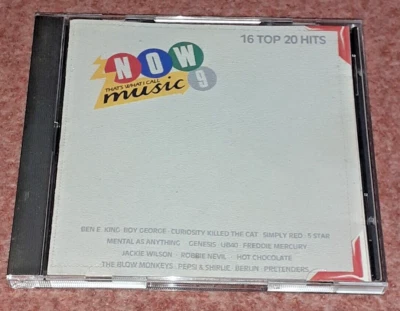 16 TOP 20 HITS
NOW
THAT'S WHAT I CALL
music 9
BEN E. KING · BOY GEORGE · CURIOSITY KILLED THE CAT · SIMPLY RED · 5 STAR
MENTAL AS ANYTHING · GENESIS · UB40 · FREDDIE MERCURY
JACKIE WILSON · ROBBIE NEVIL · HOT CHOCOLATE
THE BLOW MONKEYS · PEPSI & SHIRLIE · BERLIN · PRETENDERS